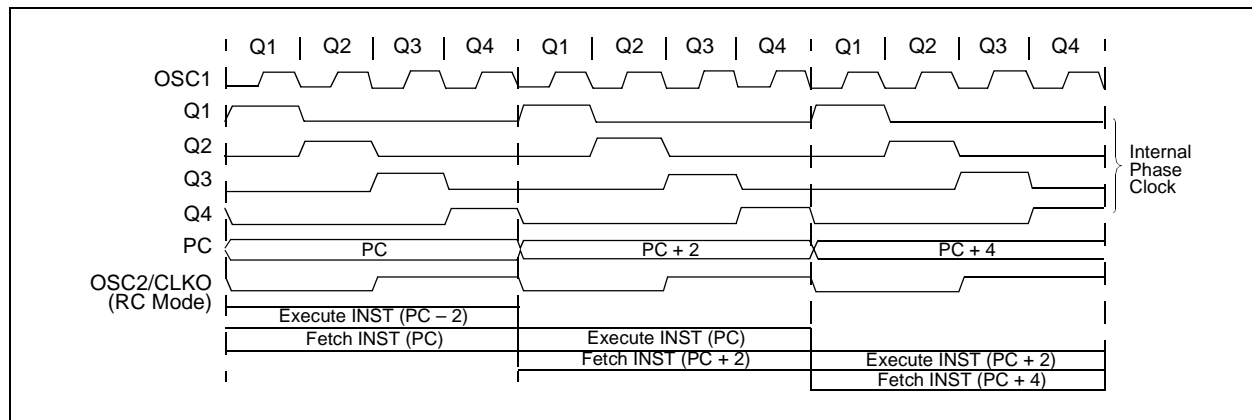 Q1 | Q2 | Q3 | Q4 | Q1 | Q2 | Q3 | Q4 | Q1 | Q2 | Q3 | Q4
OSC1
Q1
Q2
Q3
Q4
Internal
Phase
Clock
PC
PC PC + 2 PC + 4
OSC2/CLKO
(RC Mode)
Execute INST (PC – 2)
Fetch INST (PC) Execute INST (PC)
Fetch INST (PC + 2) Execute INST (PC + 2)
Fetch INST (PC + 4)